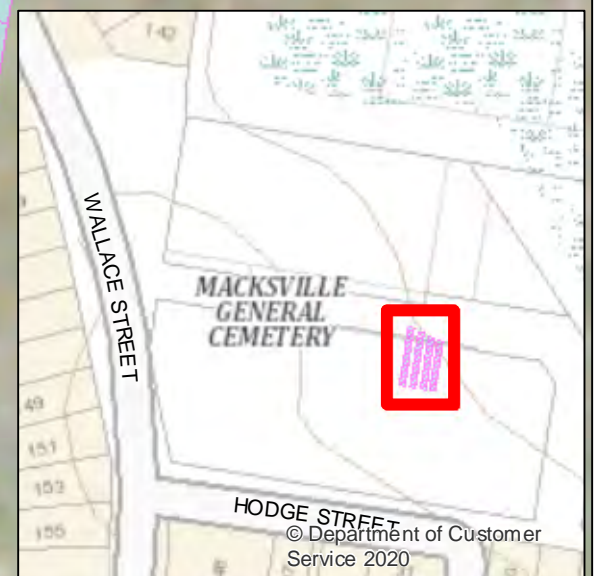 142
WALLACE STREET
MACKSVILLE
GENERAL
CEMETERY
49
151
153
155
HODGE STREET
© Department of Customer
Service 2020